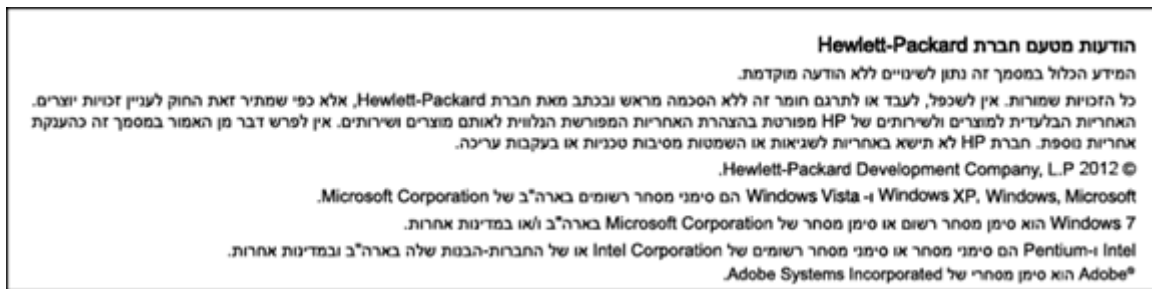 הודעות מטעם חברת Hewlett-Packard
המידע הכלול במסמך זה נתון לשינויים ללא הודעה מוקדמת.
כל הזכויות שמורות. אין לשכפל, לעבד או לתרגם חומר זה ללא הסכמה מראש ובכתב מאת חברת Hewlett-Packard, אלא כפי שמתיר זאת החוק לעניין זכויות יוצרים.
האחריות הבלעדית למוצרים ולשירותים של HP מפורטת בהצהרת האחריות המפורשת הנלווית לאותם מוצרים ושירותים. אין לפרש דבר מן האמור במסמך זה כהענקת
אחריות נוספת. חברת HP לא תישא באחריות לשגיאות או השמטות מסיבות טכניות או בעקבות עריכה.
© 2012 Hewlett-Packard Development Company, L.P.
Windows XP, Windows, Microsoft ו- Windows Vista הם סימני מסחר רשומים בארה"ב של Microsoft Corporation.
Windows 7 הוא סימן מסחר רשום או סימן מסחר של Microsoft Corporation בארה"ב ו/או במדינות אחרות.
Intel ו-Pentium הם סימני מסחר או סימני מסחר רשומים של Intel Corporation או של החברות-הבנות שלה בארה"ב ובמדינות אחרות.
Adobe® הוא סימן מסחרי של Adobe Systems Incorporated.